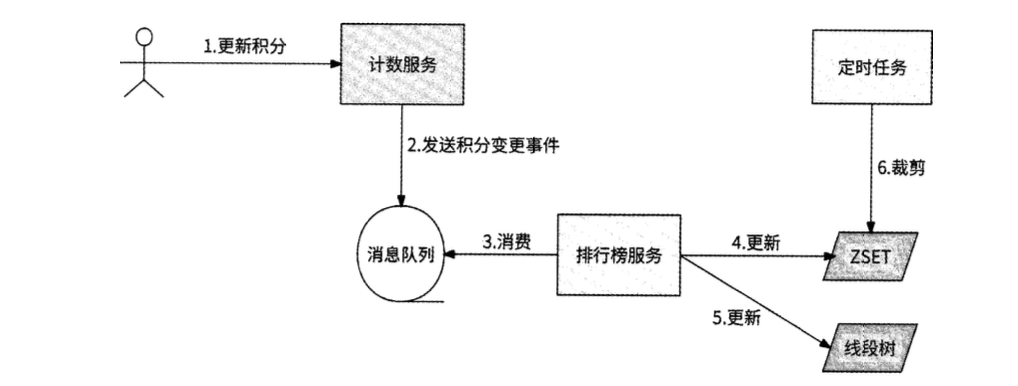 1.更新积分
计数服务
定时任务
2.发送积分变更事件
6.裁剪
消息队列
3.消费
排行榜服务
4.更新
ZSET
5.更新
线段树